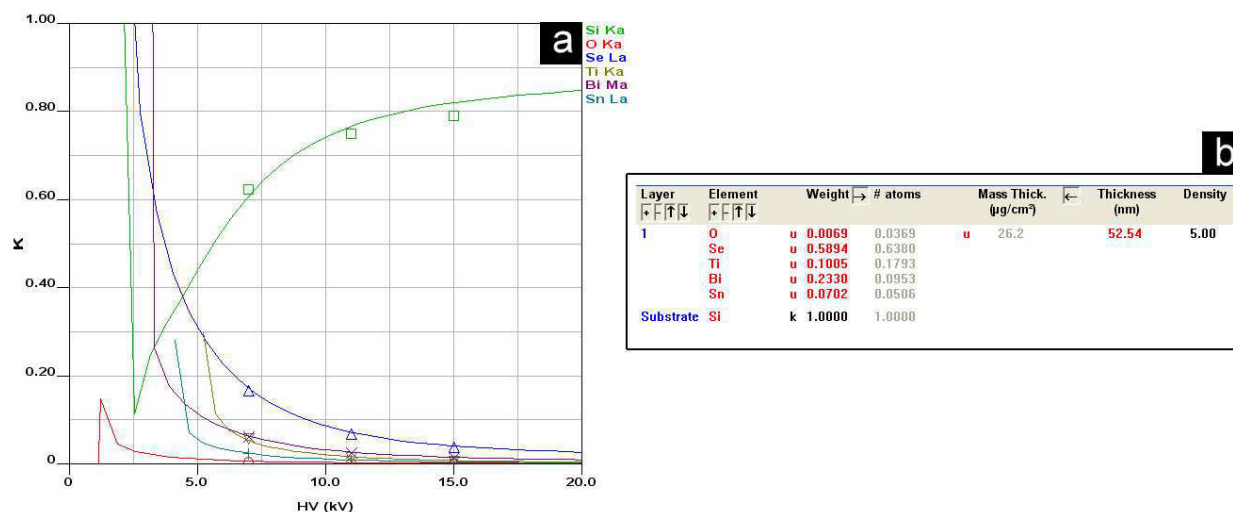 a
1.00
0.80
0.60
0.40
0.20
0
K
0 5.0 10.0 15.0 20.0
HV (kV)
Si Ka
O Ka
Se La
Ti Ka
Bi Ma
Sn La
b
Layer Element Weight → # atoms Mass Thick. ← Thickness Density
+ - ↑ ↓ + - ↑ ↓ (µg/cm²) (nm)
1 O u 0.0069 0.0369 u 26.2 52.54 5.00
Se u 0.5894 0.6380
Ti u 0.1005 0.1793
Bi u 0.2330 0.0953
Sn u 0.0702 0.0506
Substrate Si k 1.0000 1.0000